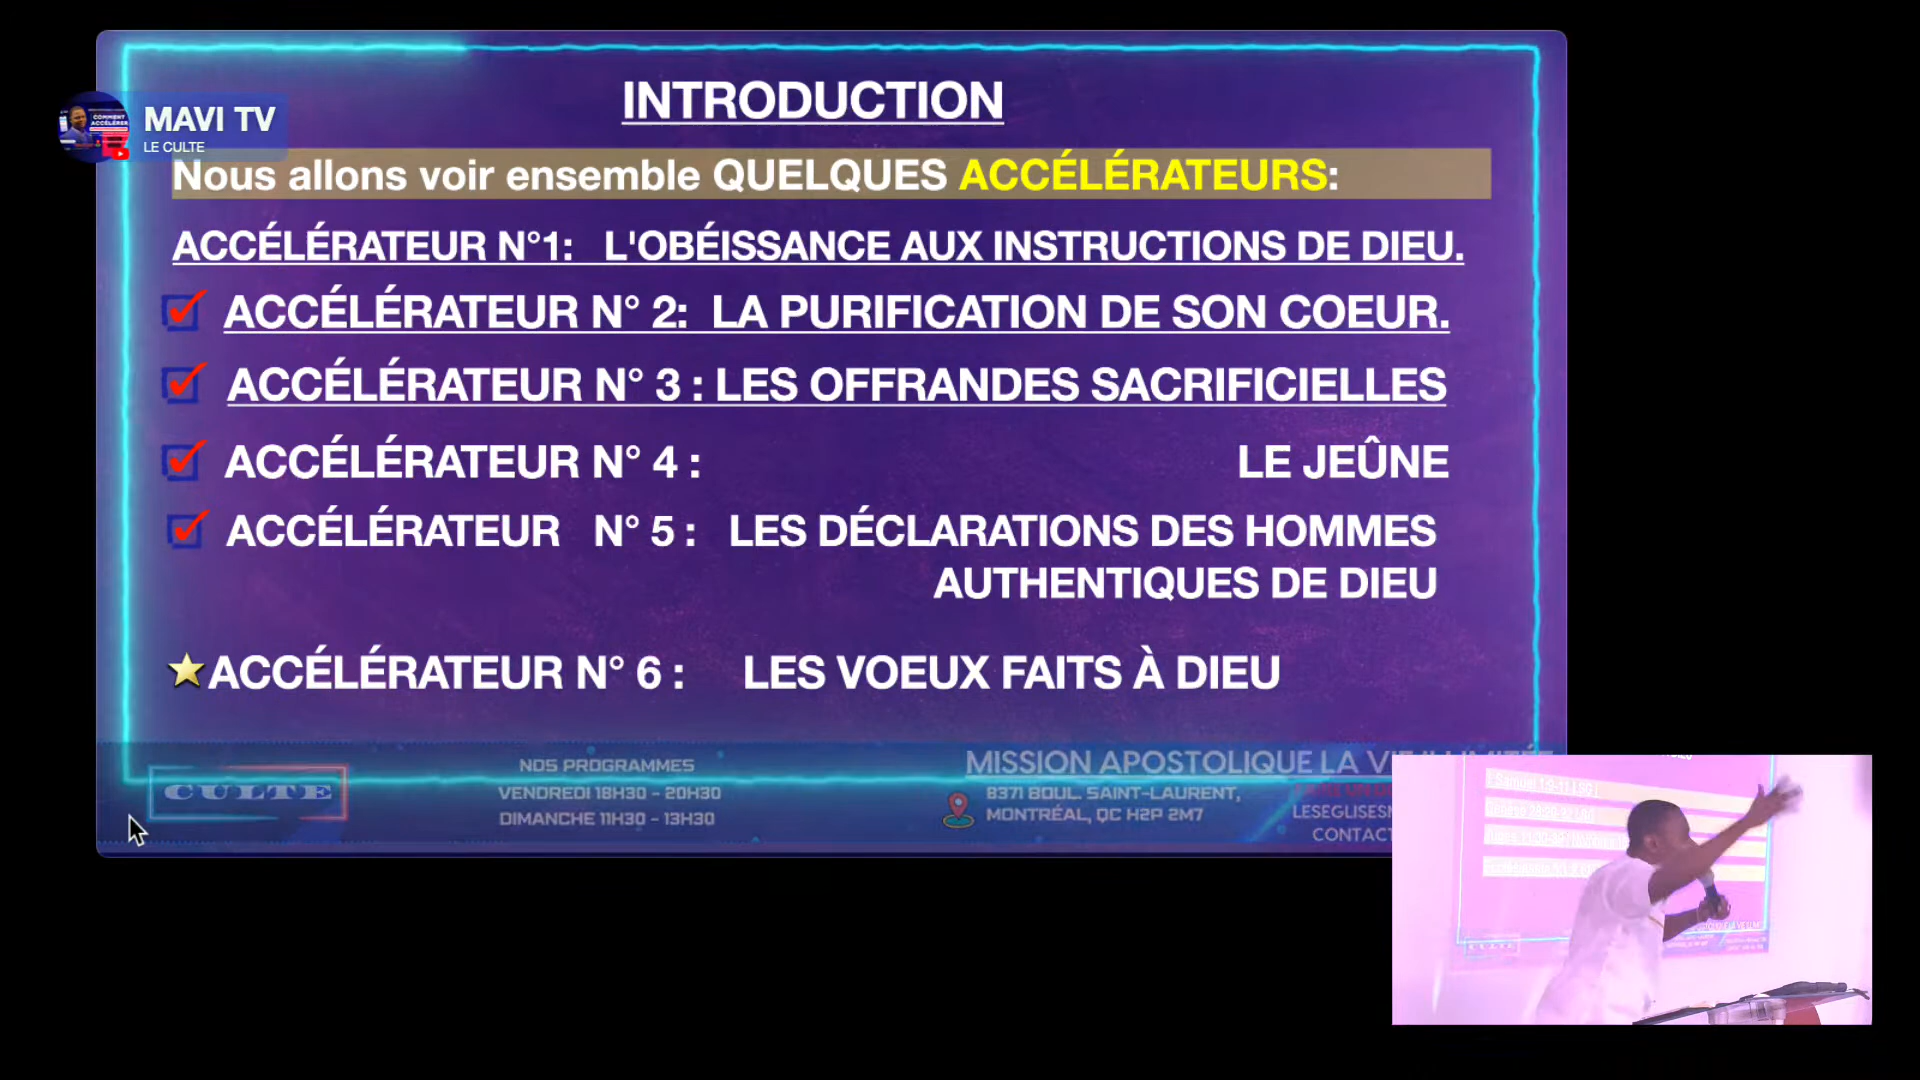 INTRODUCTION
MAVI TV
LE CULTE
Nous allons voir ensemble QUELQUES ACCÉLÉRATEURS:
ACCÉLÉRATEUR N°1: L'OBÉISSANCE AUX INSTRUCTIONS DE DIEU.
ACCÉLÉRATEUR N° 2: LA PURIFICATION DE SON COEUR.
ACCÉLÉRATEUR N° 3 : LES OFFRANDES SACRIFICIELLES
ACCÉLÉRATEUR N° 4 : LE JEÛNE
ACCÉLÉRATEUR N° 5 : LES DÉCLARATIONS DES HOMMES
AUTHENTIQUES DE DIEU
ACCÉLÉRATEUR N° 6 : LES VOEUX FAITS À DIEU
CULTE
NOS PROGRAMMES
VENDREDI 18H30 - 20H30
DIMANCHE 11H30 - 13H30
MISSION APOSTOLIQUE LA VIE ILLIMITÉE
8371 BOUL. SAINT-LAURENT,
MONTRÉAL, QC H2P 2M7
CONTACT
CULTE